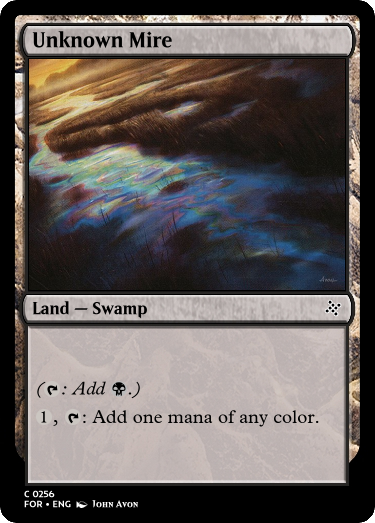 Unknown Mire
Land — Swamp
(: Add .)
1 , : Add one mana of any color.
C 0256
FOR • ENG John Avon